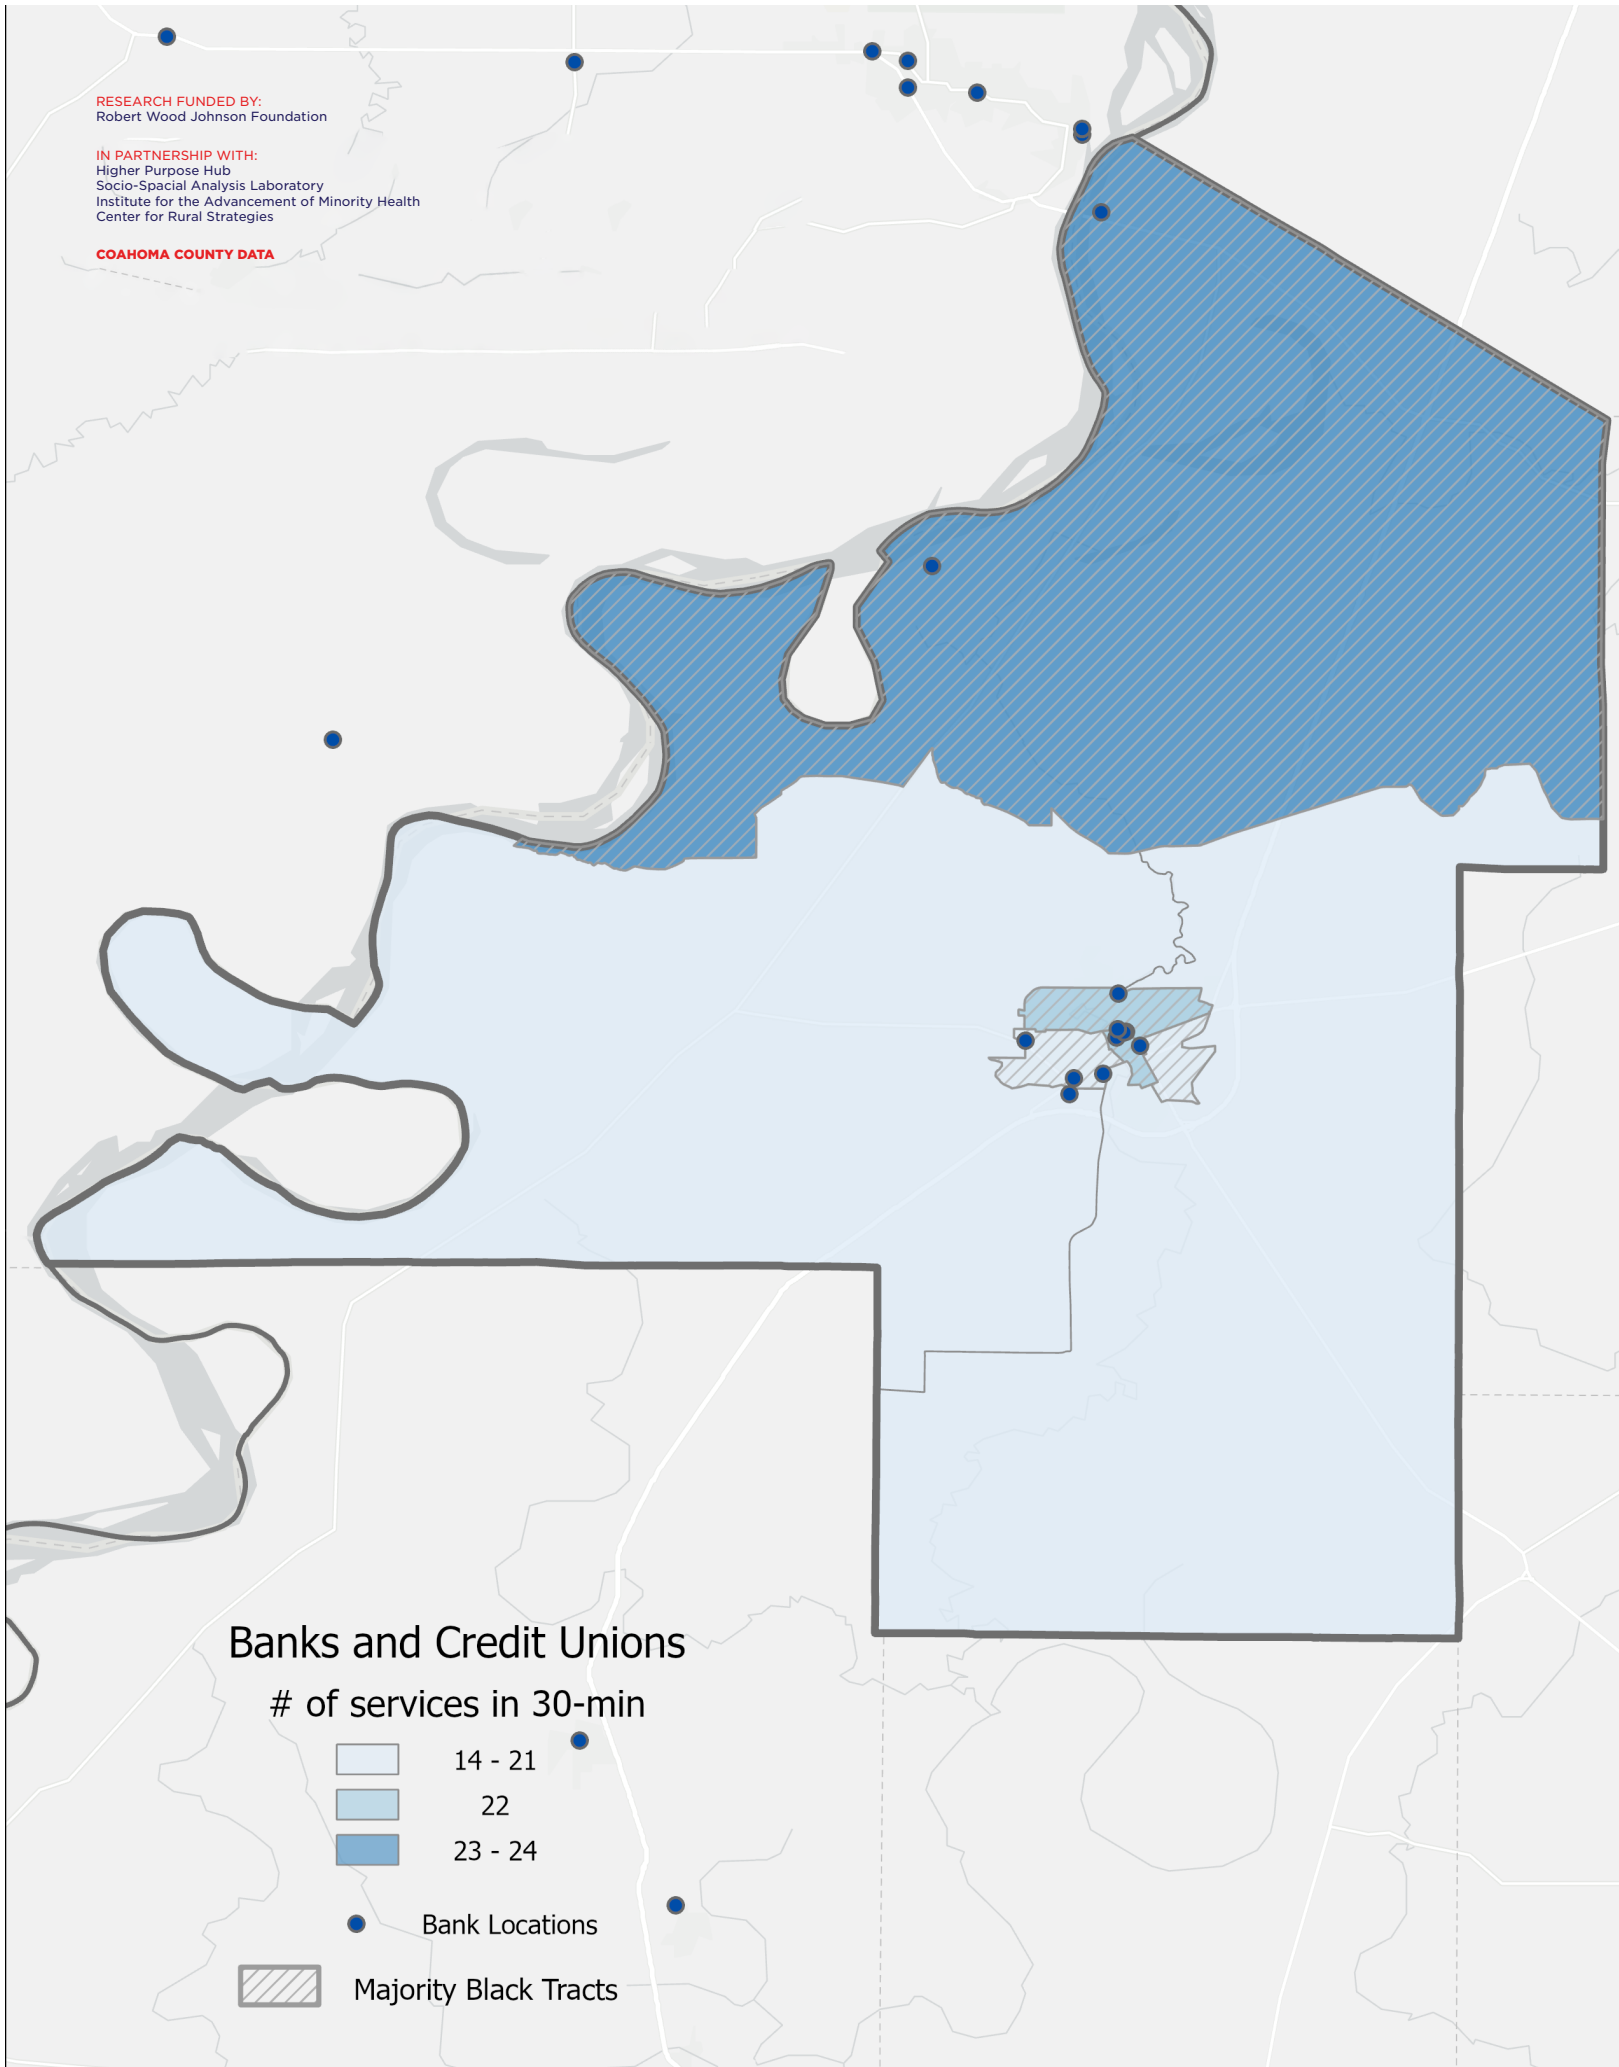 RESEARCH FUNDED BY:
Robert Wood Johnson Foundation
IN PARTNERSHIP WITH:
Higher Purpose Hub
Socio-Spacial Analysis Laboratory
Institute for the Advancement of Minority Health
Center for Rural Strategies
COAHOMA COUNTY DATA
Banks and Credit Unions
# of services in 30-min
14 - 21
22
23 - 24
Bank Locations
Majority Black Tracts